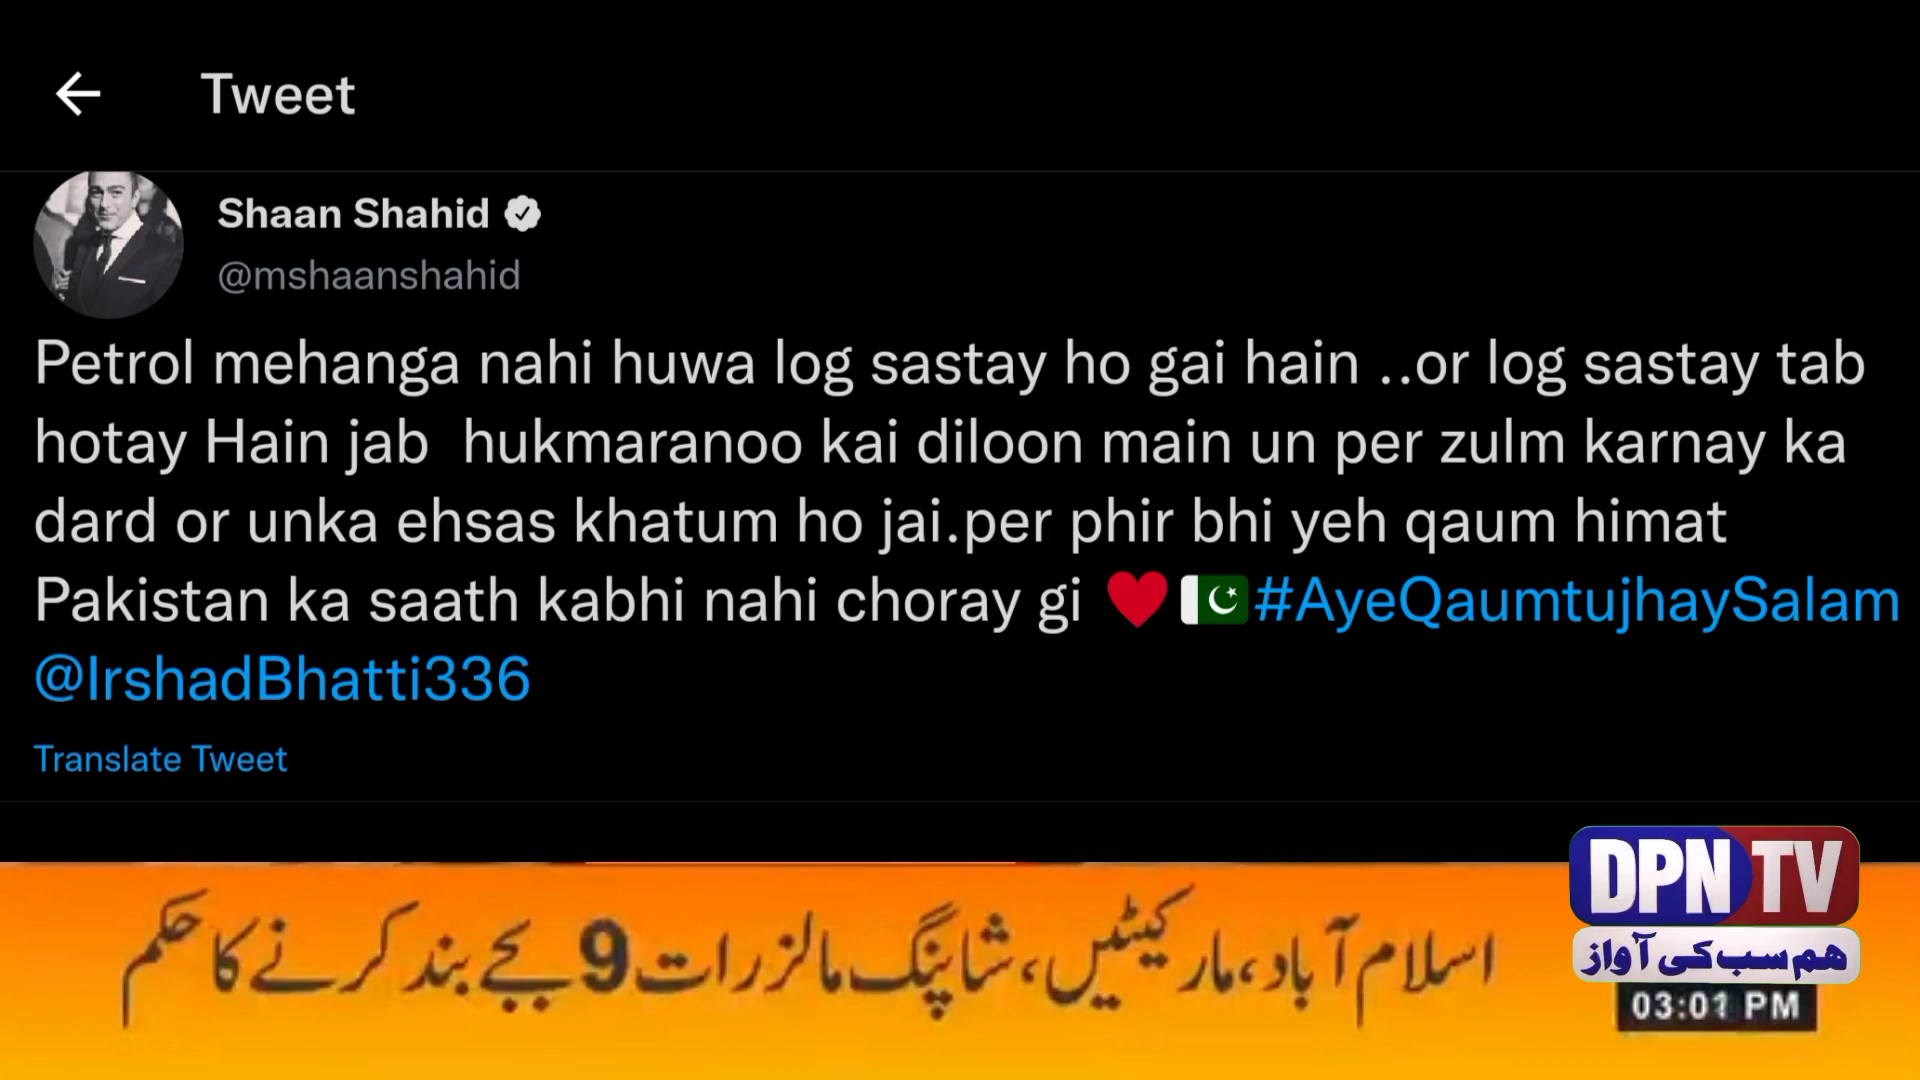 Tweet
Shaan Shahid
@mshaanshahid
Petrol mehanga nahi huwa log sastay ho gai hain ..or log sastay tab
hotay Hain jab  hukmaranoo kai diloon main un per zulm karnay ka
dard or unka ehsas khatum ho jai.per phir bhi yeh qaum himat
Pakistan ka saath kabhi nahi choray gi ❤️🇵🇰#AyeQaumtujhaySalam
@IrshadBhatti336
Translate Tweet
DPN TV
ھم سب کی آواز
اسلام آباد،مارکیٹیں،شاپنگ مالز رات 9 بجے بند کرنے کا حکم
03:01 PM